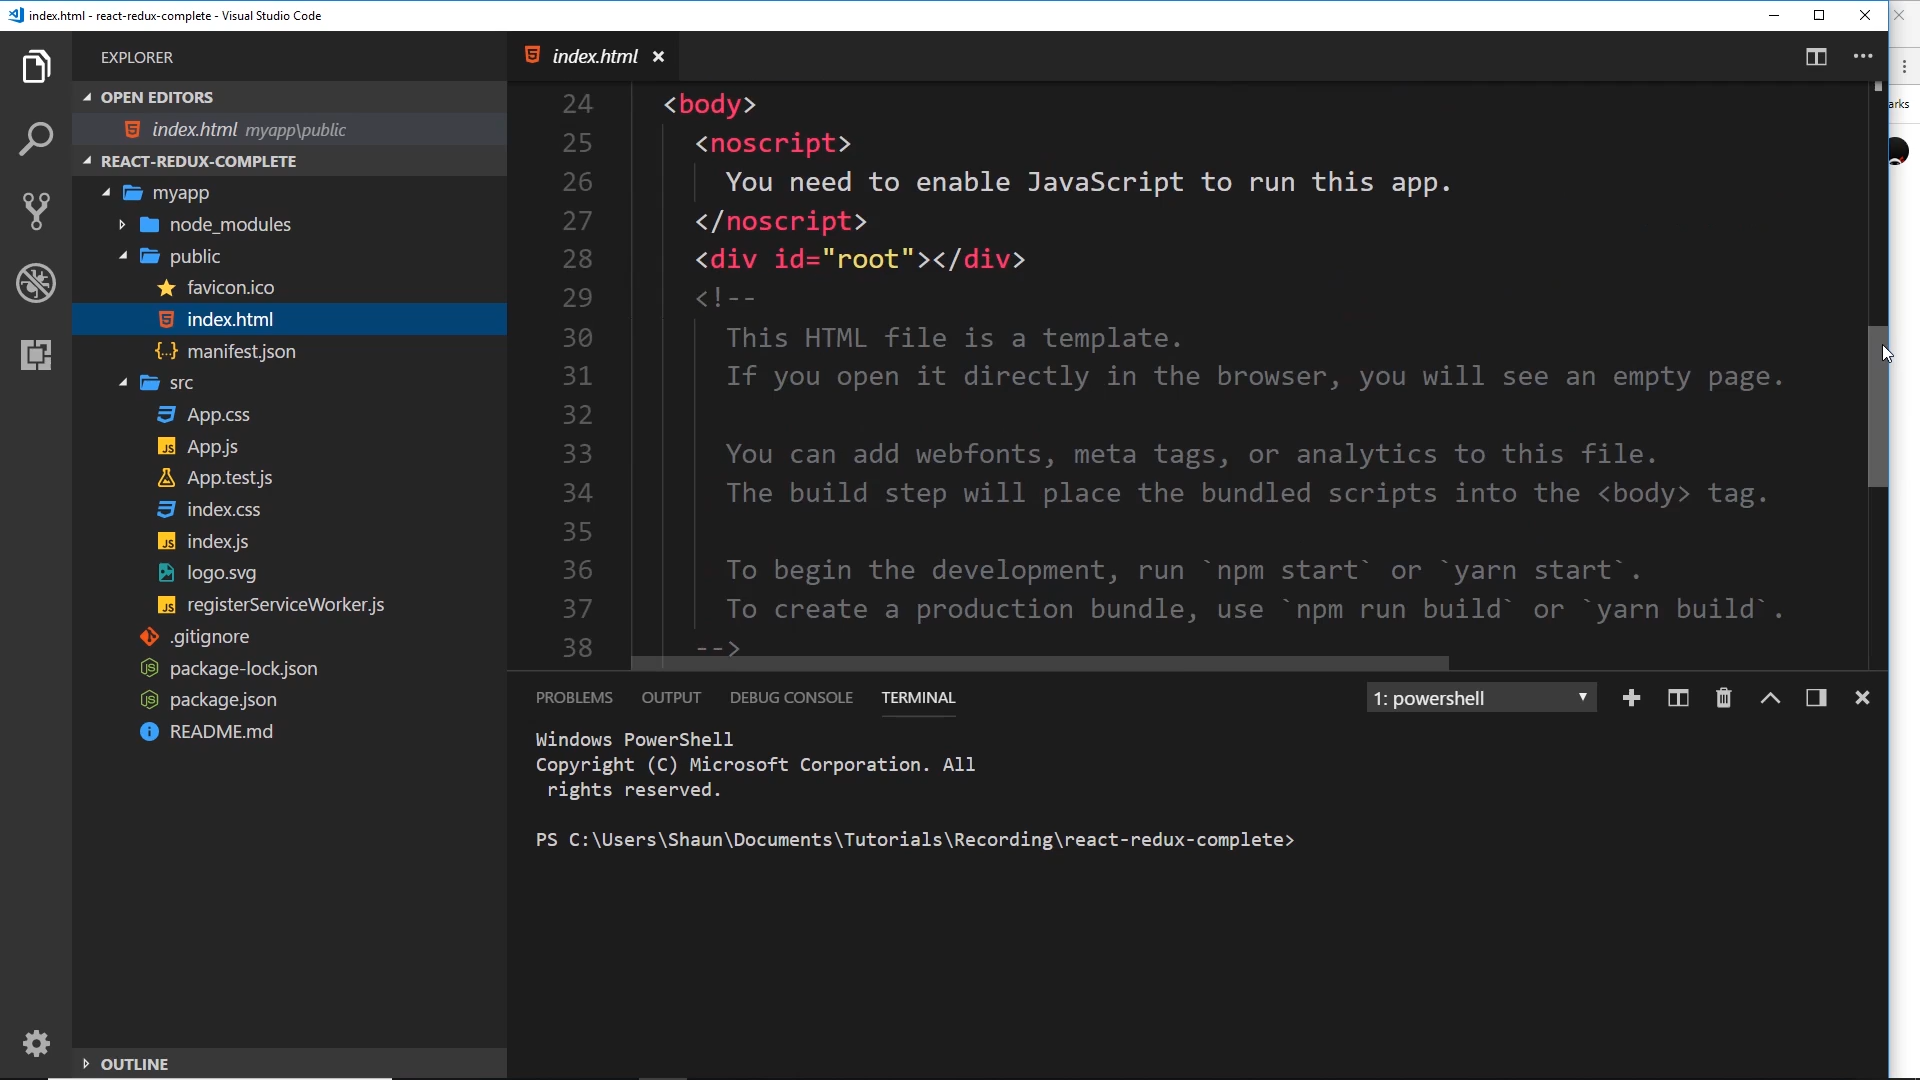 index.html - react-redux-complete - Visual Studio Code
EXPLORER
OPEN EDITORS
index.html myapp\public
REACT-REDUX-COMPLETE
myapp
node_modules
public
favicon.ico
index.html
{...} manifest.json
src
App.css
JS App.js
App.test.js
index.css
JS index.js
logo.svg
JS registerServiceWorker.js
.gitignore
package-lock.json
package.json
README.md
OUTLINE
index.html
24 <body>
25 <noscript>
26 You need to enable JavaScript to run this app.
27 </noscript>
28 <div id="root"></div>
29 <!--
30 This HTML file is a template.
31 If you open it directly in the browser, you will see an empty page.
32
33 You can add webfonts, meta tags, or analytics to this file.
34 The build step will place the bundled scripts into the <body> tag.
35
36 To begin the development, run `npm start` or `yarn start`.
37 To create a production bundle, use `npm run build` or `yarn build`.
38 -->
PROBLEMS OUTPUT DEBUG CONSOLE TERMINAL 1: powershell
Windows PowerShell
Copyright (C) Microsoft Corporation. All
rights reserved.
PS C:\Users\Shaun\Documents\Tutorials\Recording\react-redux-complete>
arks